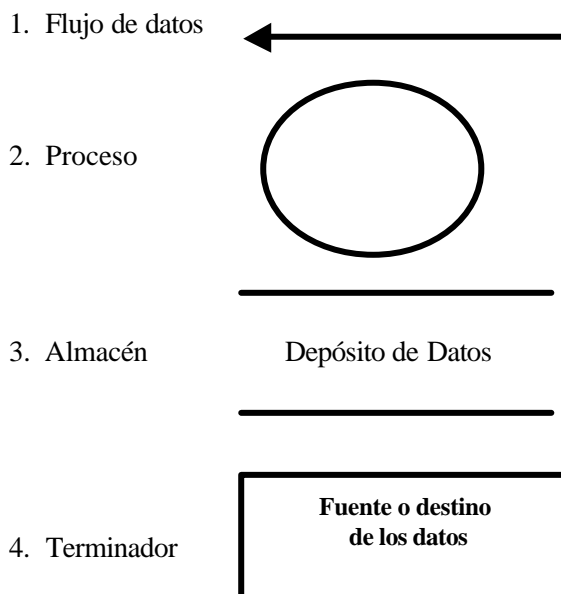 1. Flujo de datos
2. Proceso
3. Almacén Depósito de Datos
Fuente o destino
de los datos
4. Terminador